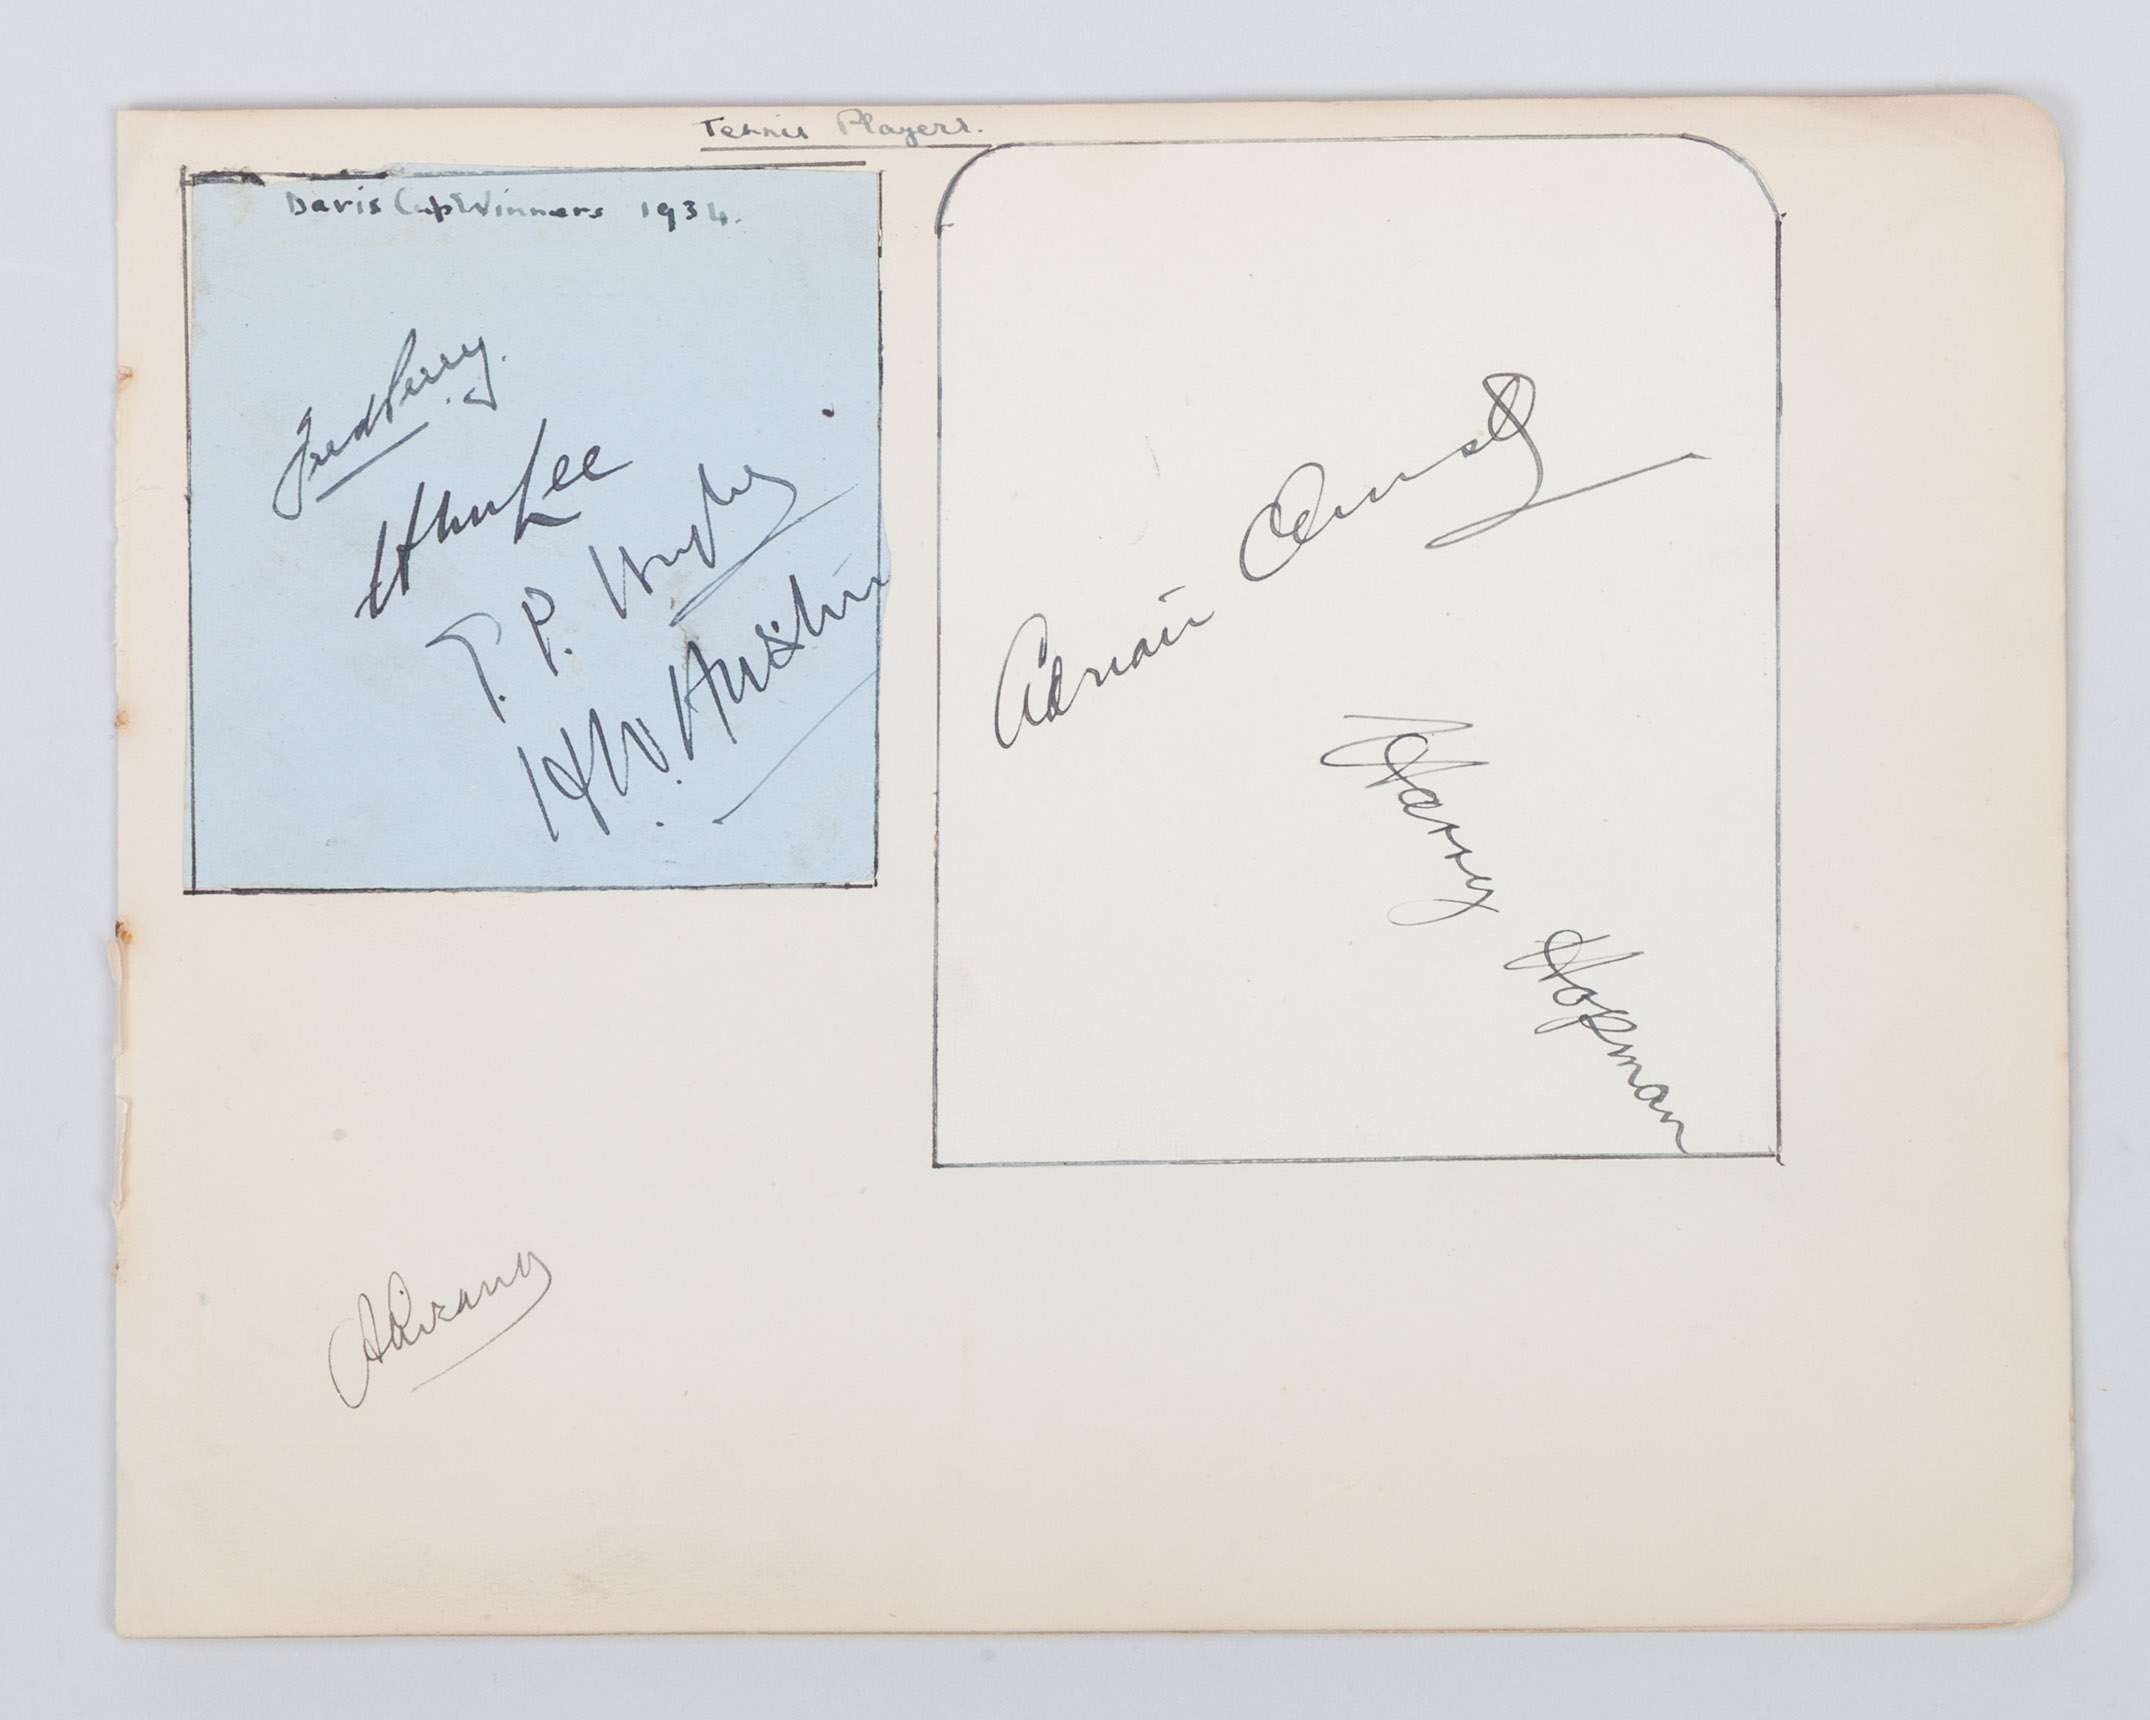 Tennis Players.
Davis Cup Winners 1934.
Fred Perry.
Lee
G. P. Hughes
H W. Austin
Adrian Quist
Harry
Hopman